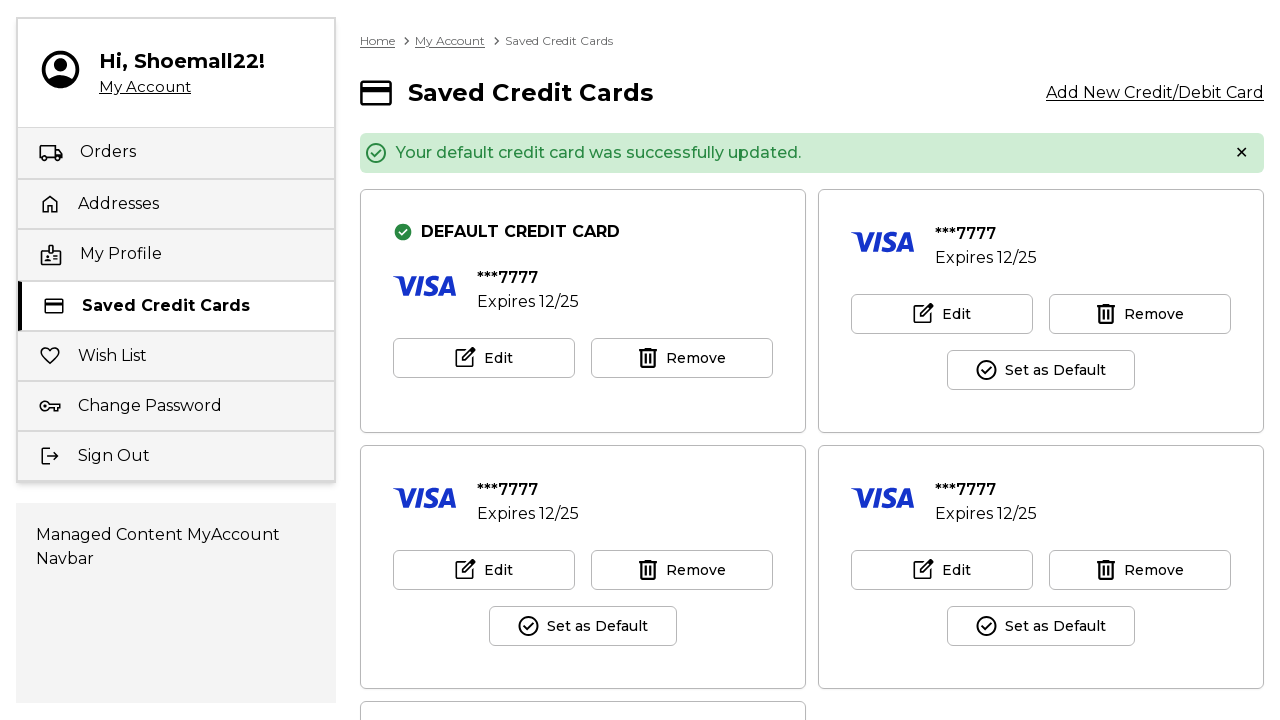 Hi, Shoemall22!
My Account
Orders
Addresses
My Profile
Saved Credit Cards
Wish List
Change Password
Sign Out
Managed Content MyAccount
Navbar
Home > My Account > Saved Credit Cards
Saved Credit Cards
Add New Credit/Debit Card
Your default credit card was successfully updated.
DEFAULT CREDIT CARD
VISA ***7777
Expires 12/25
Edit Remove
VISA ***7777
Expires 12/25
Edit Remove
Set as Default
VISA ***7777
Expires 12/25
Edit Remove
Set as Default
VISA ***7777
Expires 12/25
Edit Remove
Set as Default